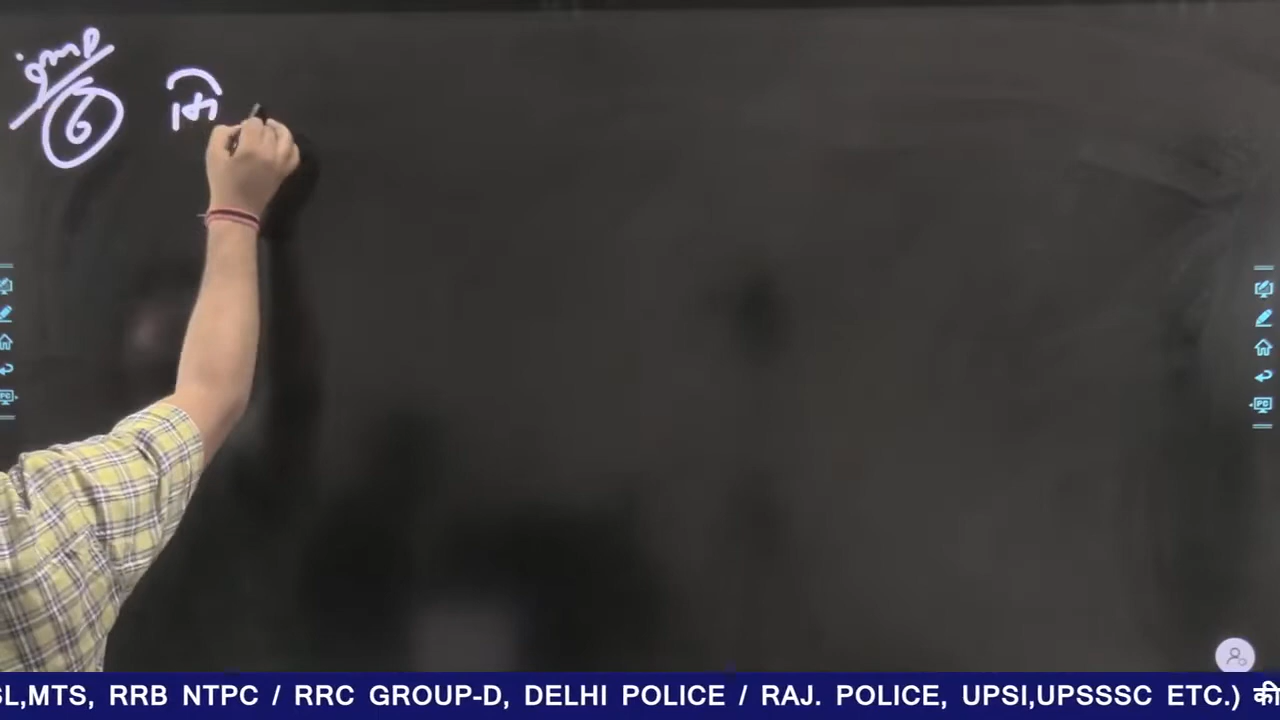 imp
6 मि
SL,MTS, RRB NTPC / RRC GROUP-D, DELHI POLICE / RAJ. POLICE, UPSI,UPSSSC ETC.) की